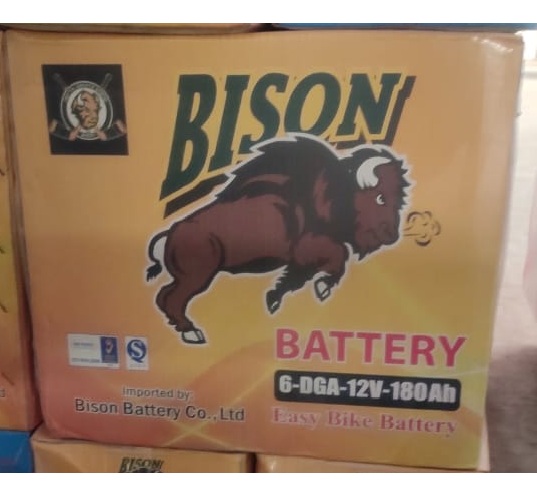 BISON
BATTERY
6-DGA-12V-180Ah
Easy Bike Battery
Imported by:
Bison Battery Co.,Ltd
BISON